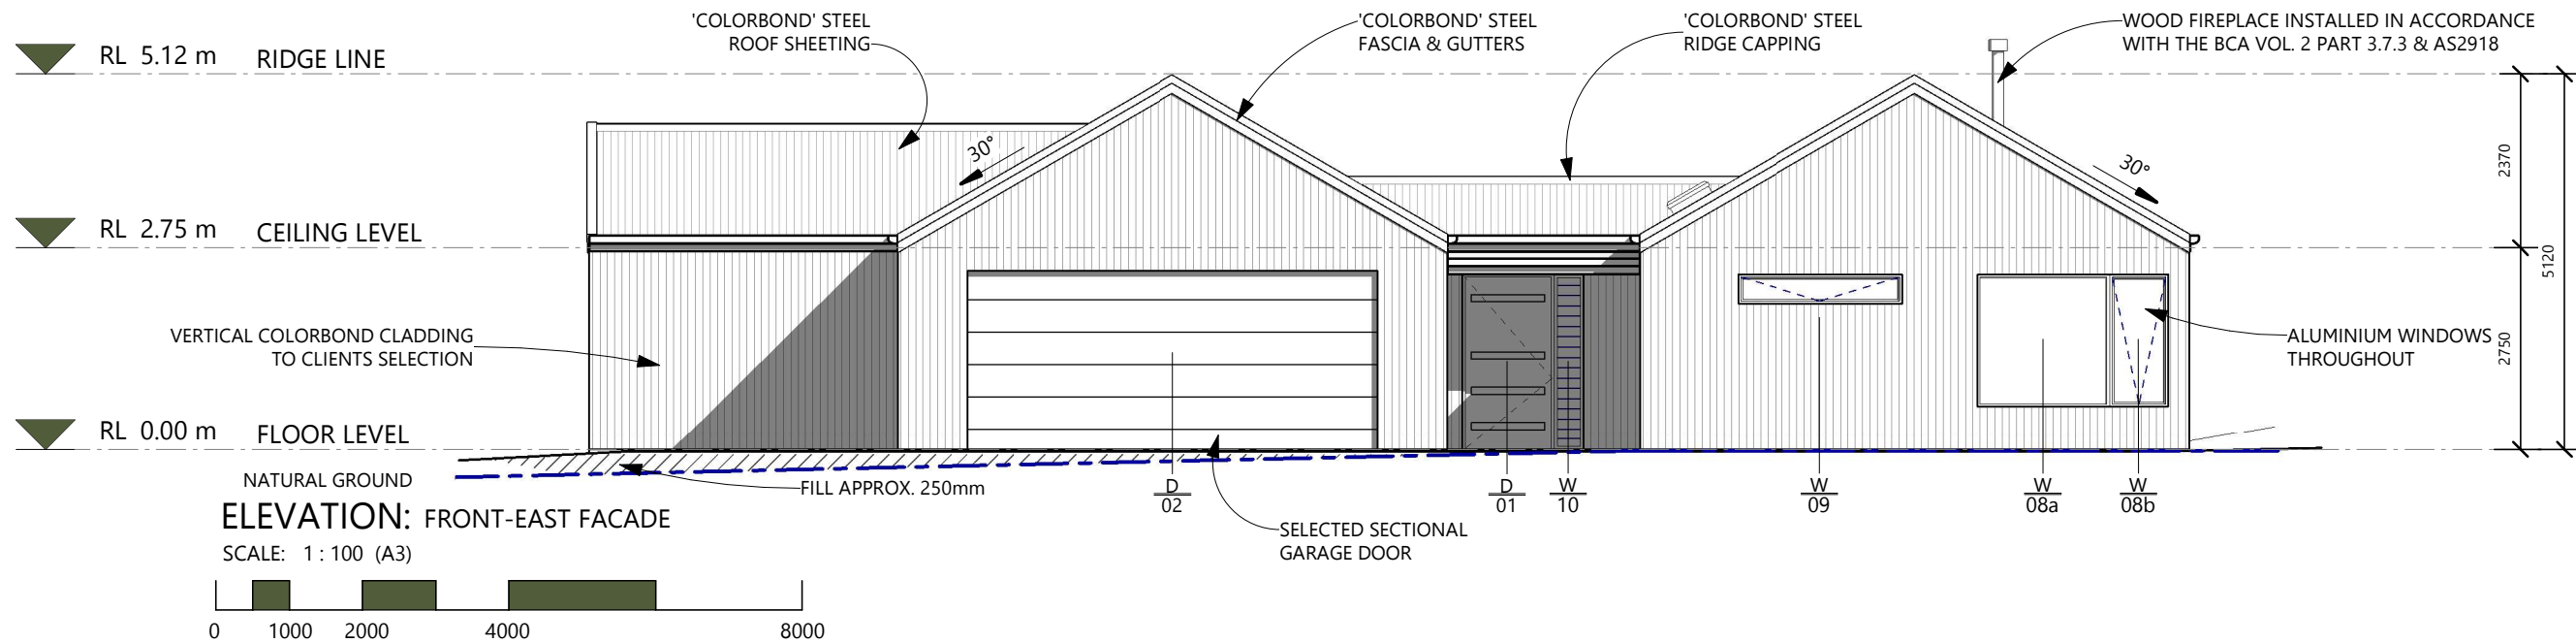 'COLORBOND' STEEL
ROOF SHEETING
'COLORBOND' STEEL
FASCIA & GUTTERS
'COLORBOND' STEEL
RIDGE CAPPING
WOOD FIREPLACE INSTALLED IN ACCORDANCE
WITH THE BCA VOL. 2 PART 3.7.3 & AS2918
RL 5.12 m RIDGE LINE
30°
30°
2370
RL 2.75 m CEILING LEVEL
5120
VERTICAL COLORBOND CLADDING
TO CLIENTS SELECTION
ALUMINIUM WINDOWS
THROUGHOUT
2750
RL 0.00 m FLOOR LEVEL
NATURAL GROUND
FILL APPROX. 250mm
D
02
D
01
W
10
W
09
W
08a
W
08b
SELECTED SECTIONAL
GARAGE DOOR
ELEVATION: FRONT-EAST FACADE
SCALE: 1 : 100 (A3)
0 1000 2000 4000 8000